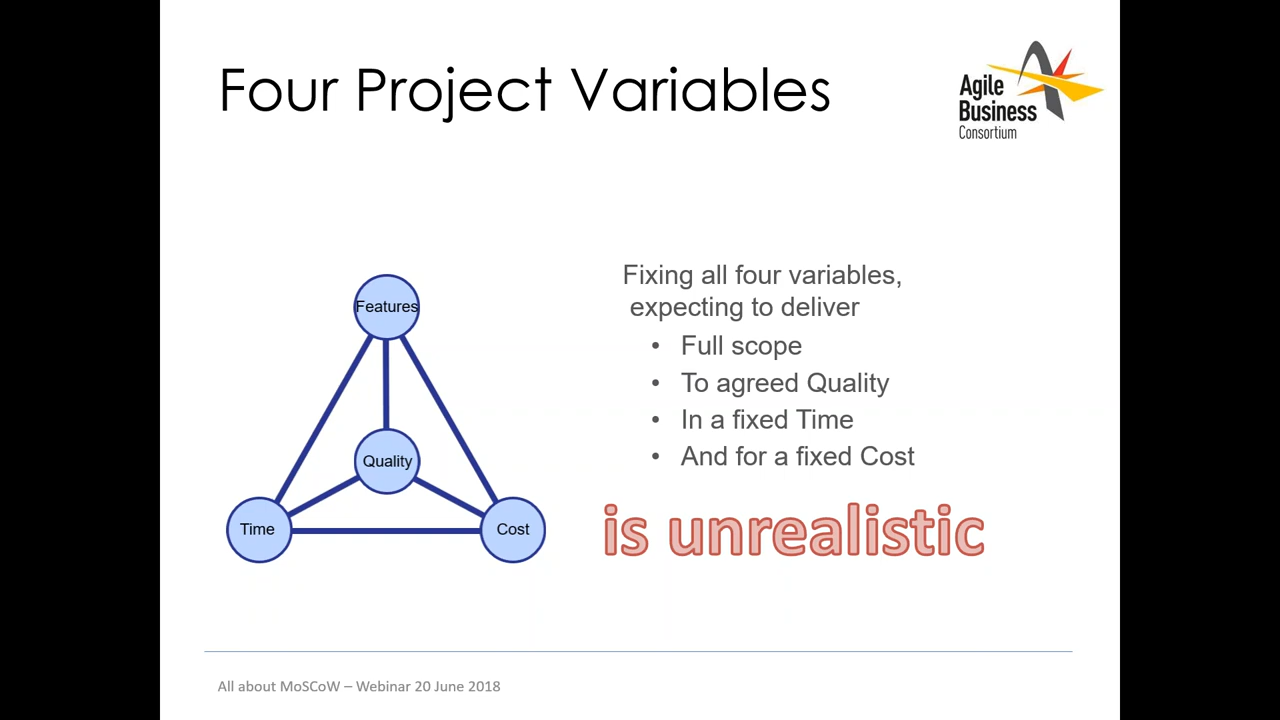 Four Project Variables
Agile
Business
Consortium
Fixing all four variables,
expecting to deliver
• Full scope
• To agreed Quality
• In a fixed Time
• And for a fixed Cost
is unrealistic
Features
Quality
Time
Cost
All about MoSCoW – Webinar 20 June 2018